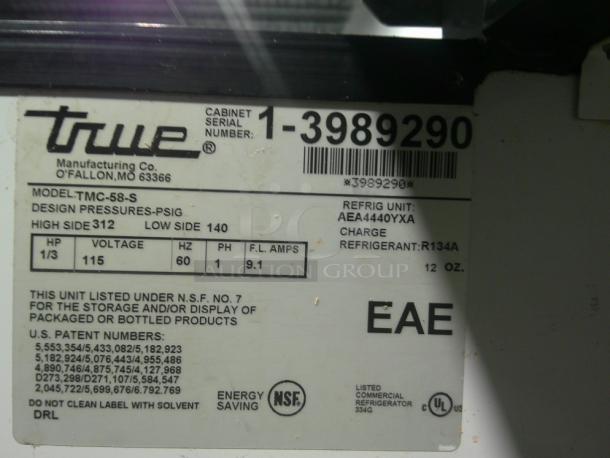 true®
Manufacturing Co.
O'FALLON,MO 63366
CABINET
SERIAL
NUMBER: 1-3989290
*3989290*
MODEL:TMC-58-S
DESIGN PRESSURES-PSIG
HIGH SIDE 312 LOW SIDE 140
REFRIG UNIT:
AEA4440YXA
CHARGE
REFRIGERANT:R134A
12 OZ.
HP VOLTAGE HZ PH F.L. AMPS
1/3 115 60 1 9.1
AUCTION GROUP
THIS UNIT LISTED UNDER N.S.F. NO. 7
FOR THE STORAGE AND/OR DISPLAY OF
PACKAGED OR BOTTLED PRODUCTS
EAE
U.S. PATENT NUMBERS:
5,553,354/5,433,082/5,182,923
5,182,924/5,076,443/4,955,486
4,890,746/4,875,745/4,127,968
D273,298/D271,107/5,584,547
2,045,722/5,699,676/6.792.769
DO NOT CLEAN LABEL WITH SOLVENT
DRL
ENERGY
SAVING
NSF.
LISTED
COMMERCIAL
REFRIGERATOR
334G
C UL US